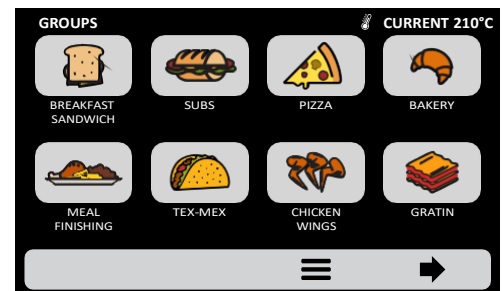 GROUPS
CURRENT 210°C
BREAKFAST
SANDWICH
SUBS
PIZZA
BAKERY
MEAL
FINISHING
TEX-MEX
CHICKEN
WINGS
GRATIN